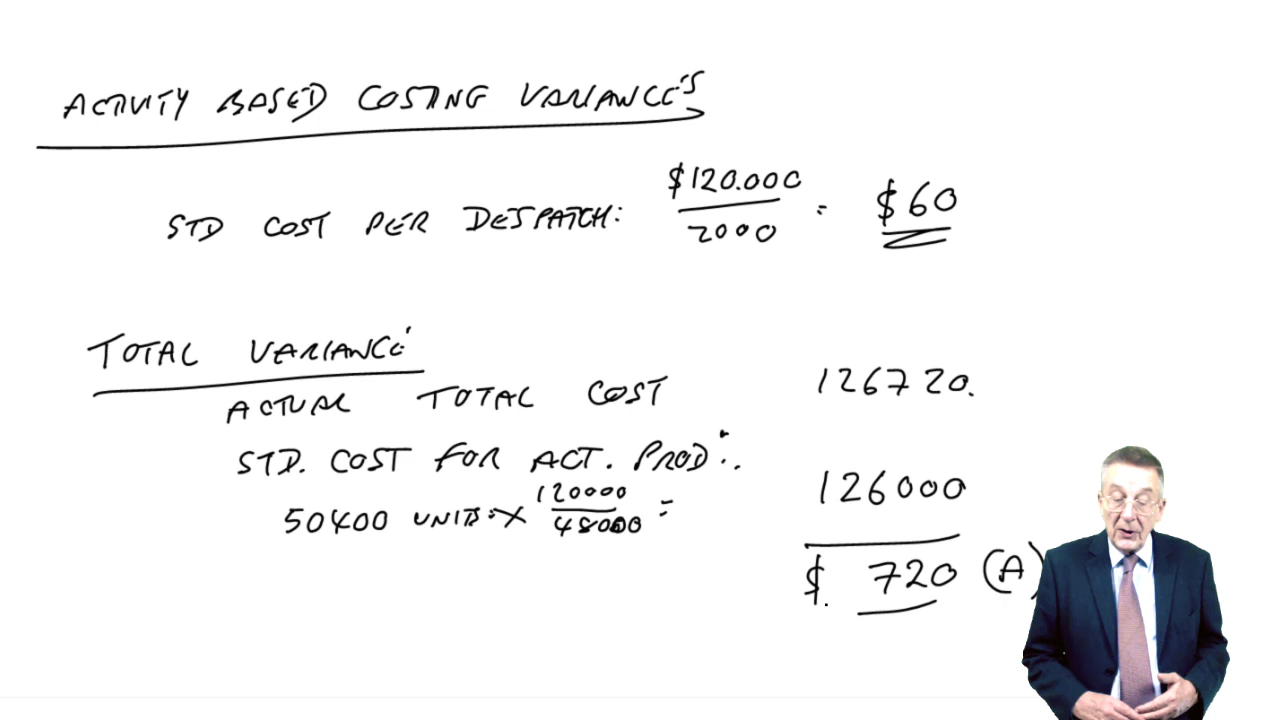 ACTIVITY BASED COSTING VARIANCES
STD COST PER DESPATCH: $120.000 / 2000 = $60
TOTAL VARIANCE:
ACTUAL TOTAL COST 126720.
STD. COST FOR ACT. PROD:.
50400 UNITS × 120000 / 48000 = 126000
$. 720 (A)